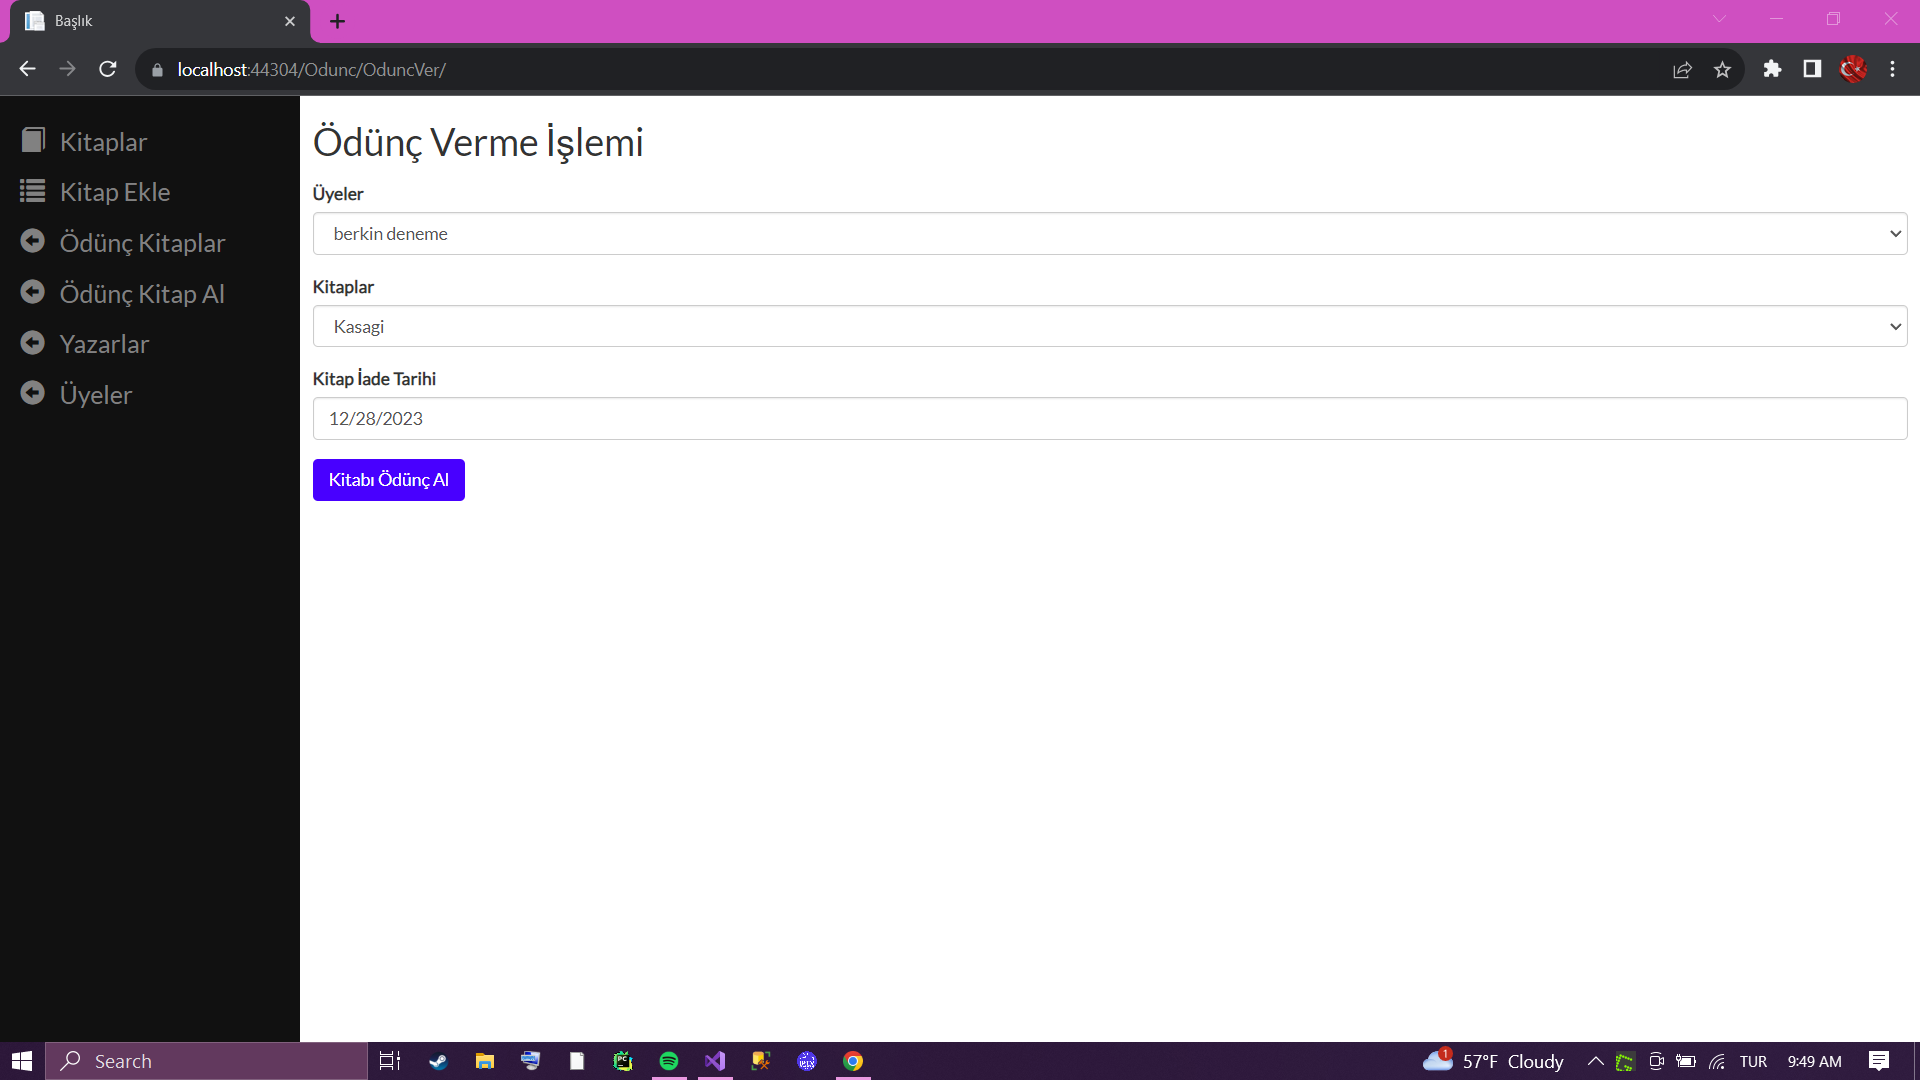 Başlık
localhost:44304/Odunc/OduncVer/
Kitaplar
Kitap Ekle
Ödünç Kitaplar
Ödünç Kitap Al
Yazarlar
Üyeler
Ödünç Verme İşlemi
Üyeler
berkin deneme
Kitaplar
Kasagi
Kitap İade Tarihi
12/28/2023
Kitabı Ödünç Al
Search
PC
1
57°F Cloudy
TUR
9:49 AM